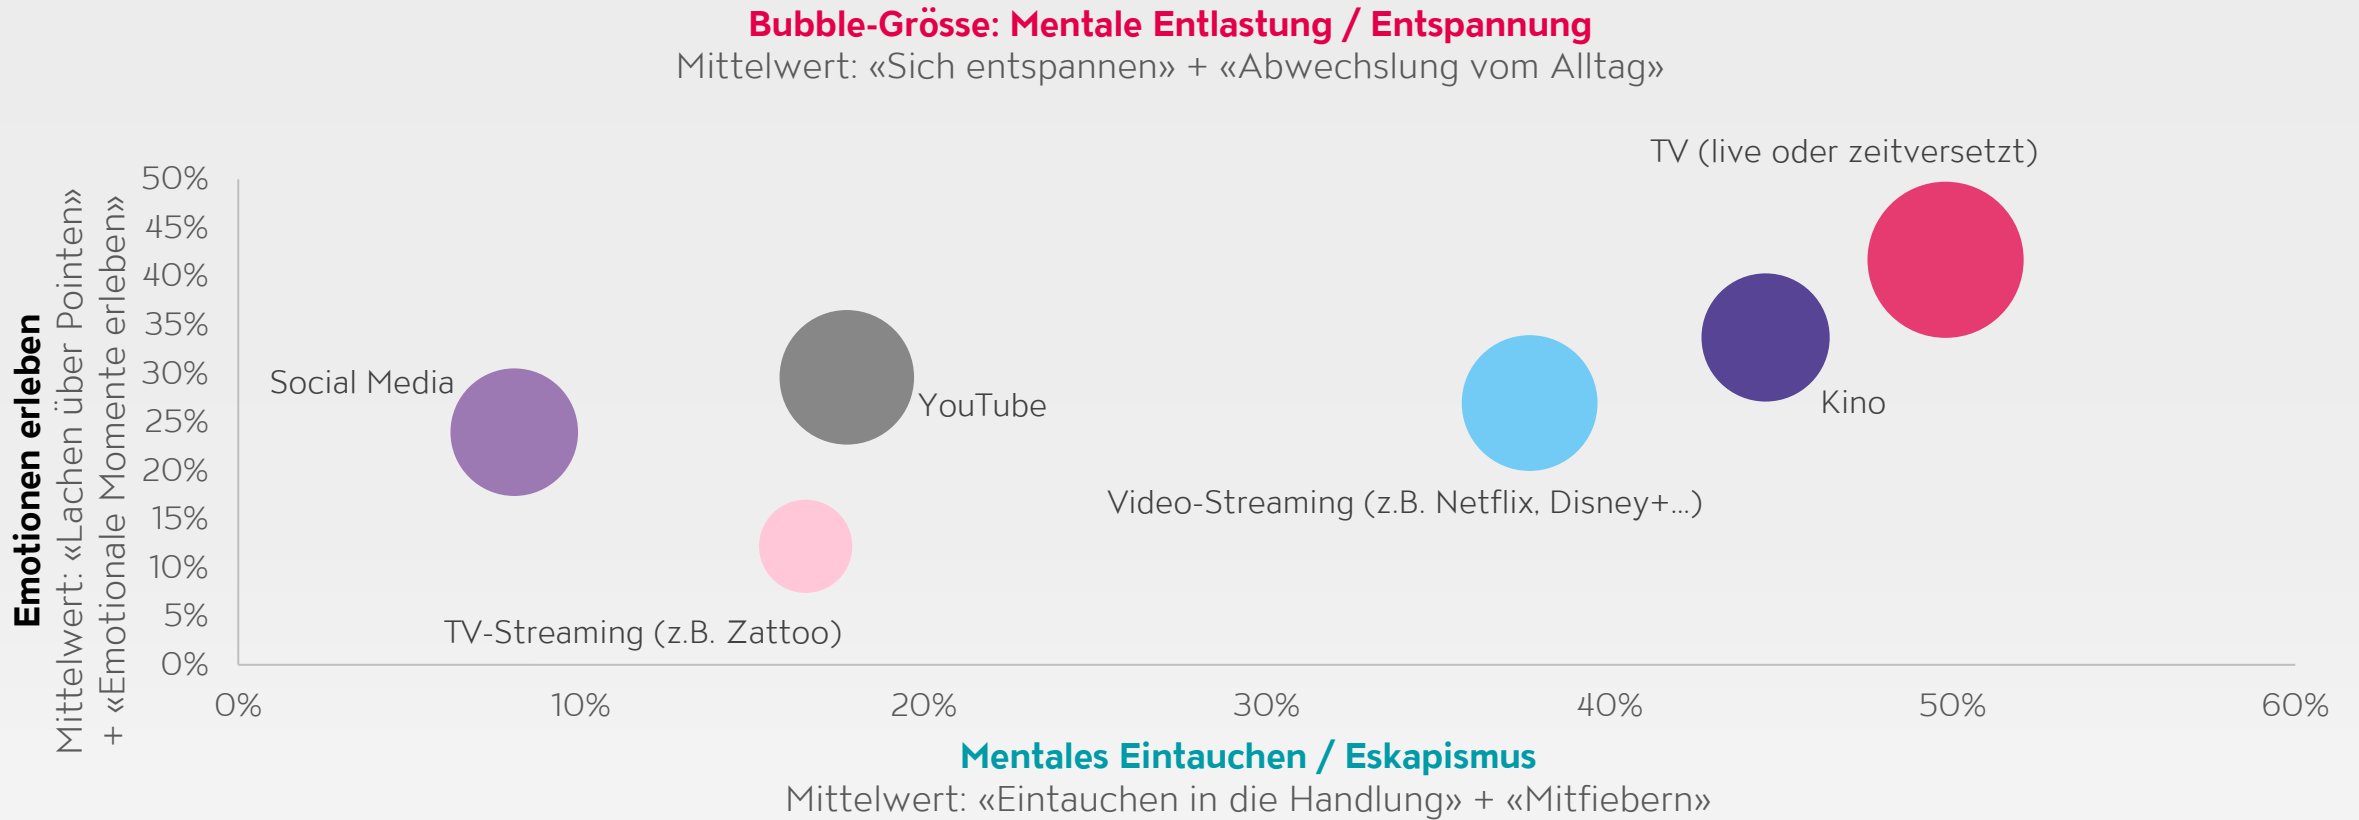 Bubble-Grösse: Mentale Entlastung / Entspannung
Mittelwert: «Sich entspannen» + «Abwechslung vom Alltag»
TV (live oder zeitversetzt)
Emotionen erleben
Mittelwert: «Lachen über Pointen»
+ «Emotionale Momente erleben»
50%
45%
40%
35%
30%
25%
20%
15%
10%
5%
0%
Social Media
YouTube
Kino
Video-Streaming (z.B. Netflix, Disney+...)
TV-Streaming (z.B. Zattoo)
0%
10%
20%
30%
40%
50%
60%
Mentales Eintauchen / Eskapismus
Mittelwert: «Eintauchen in die Handlung» + «Mitfiebern»